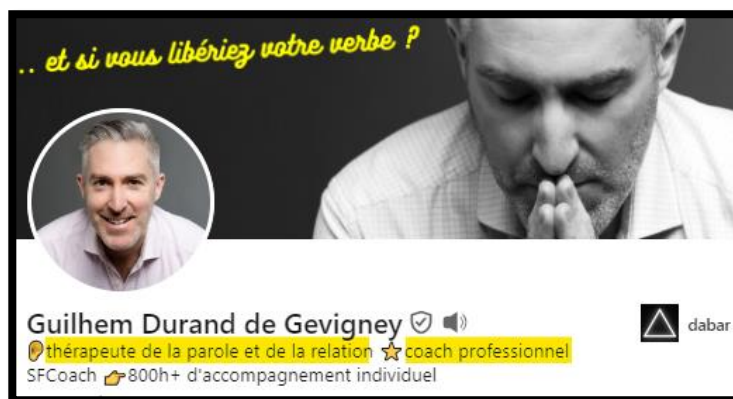 .. et si vous libériez votre verbe ?
Guilhem Durand de Gevigney
dabar
thérapeute de la parole et de la relation coach professionnel
SFCoach 800h+ d'accompagnement individuel